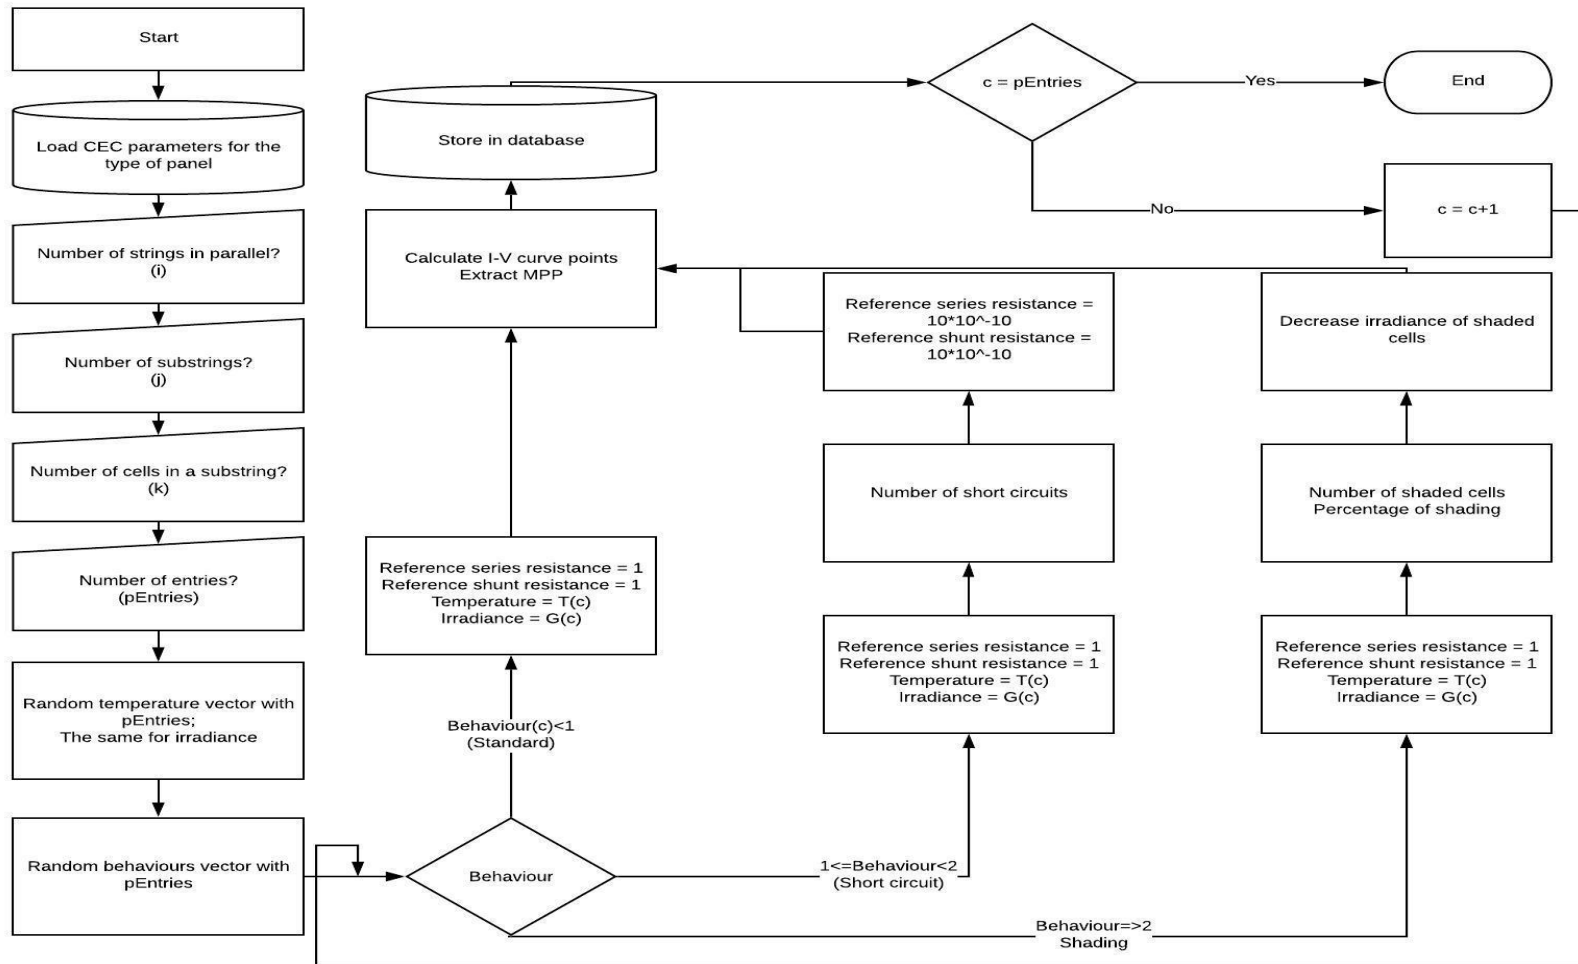 Start
Load CEC parameters for the
type of panel
Number of strings in parallel?
(i)
Number of substrings?
(j)
Number of cells in a substring?
(k)
Number of entries?
(pEntries)
Random temperature vector with
pEntries;
The same for irradiance
Random behaviours vector with
pEntries
Behaviour
Behaviour(c)<1
(Standard)
Reference series resistance = 1
Reference shunt resistance = 1
Temperature = T(c)
Irradiance = G(c)
Calculate I-V curve points
Extract MPP
Store in database
1<=Behaviour<2
(Short circuit)
Reference series resistance = 1
Reference shunt resistance = 1
Temperature = T(c)
Irradiance = G(c)
Number of short circuits
Reference series resistance =
10*10^-10
Reference shunt resistance =
10*10^-10
Behaviour=>2
Shading
Reference series resistance = 1
Reference shunt resistance = 1
Temperature = T(c)
Irradiance = G(c)
Number of shaded cells
Percentage of shading
Decrease irradiance of shaded
cells
c = pEntries
Yes
End
No
c = c+1